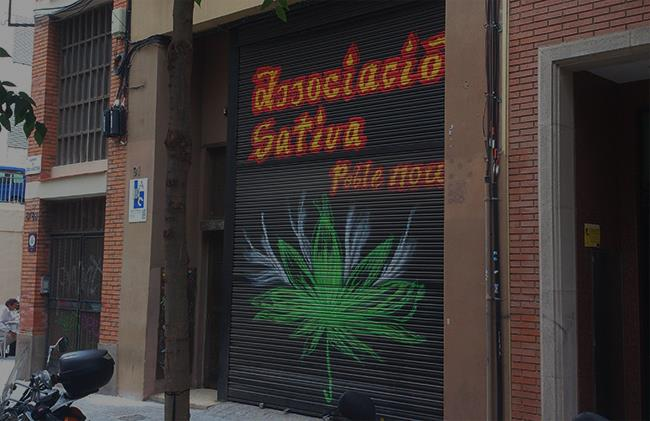 Associació
Sativa
Poble nou